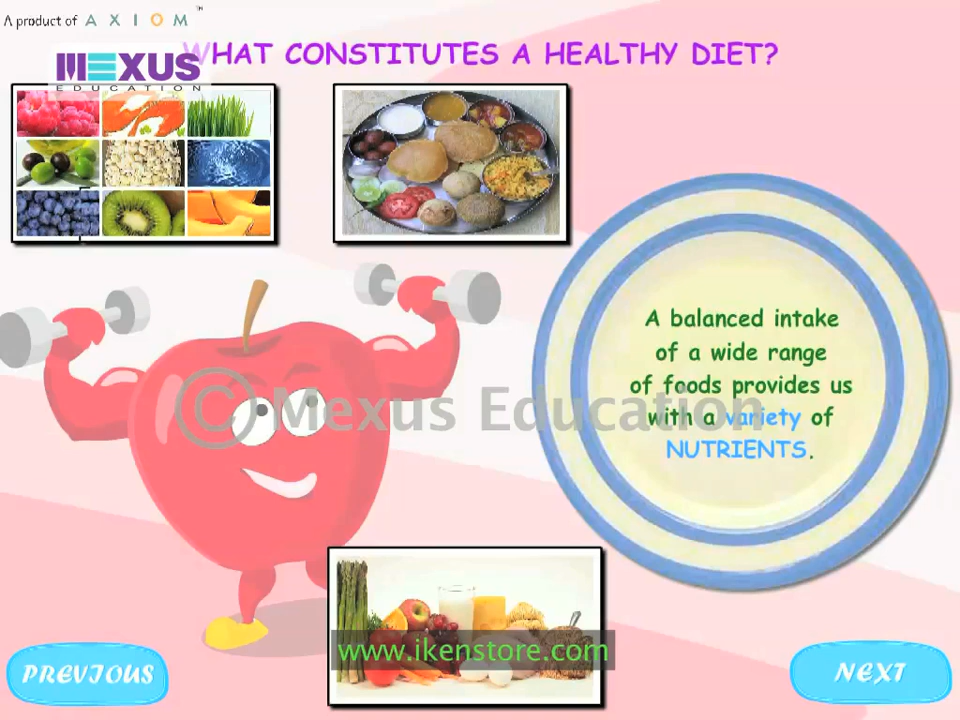 A product of AXIOM™
MEXUS
EDUCATION
WHAT CONSTITUTES A HEALTHY DIET?
A balanced intake
of a wide range
of foods provides us
with a variety of
NUTRIENTS.
© Mexus Education
www.ikenstore.com
PREVIOUS
NEXT